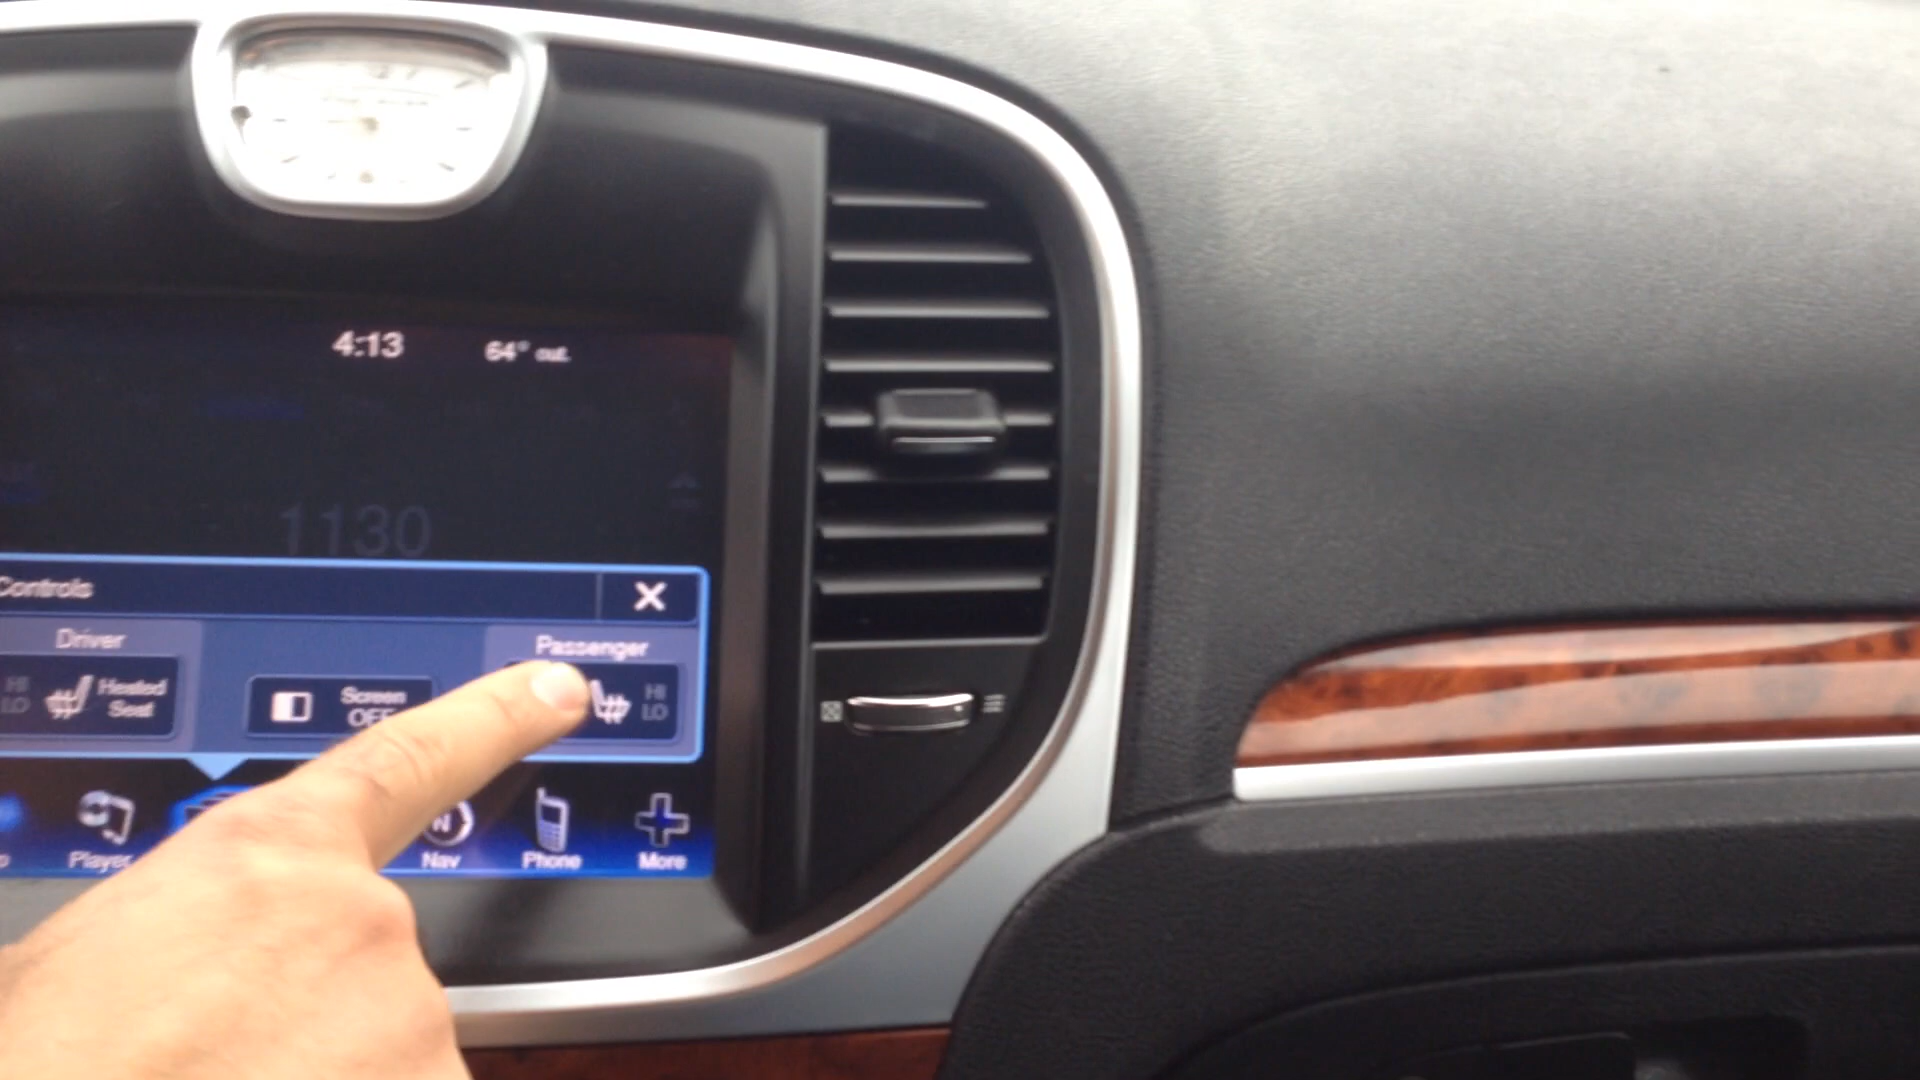 4:13
64° out.
1130
Controls
Driver
Passenger
HI
LO
Heated
Seat
Screen
OFF
HI
LO
Player
Nav
Phone
More